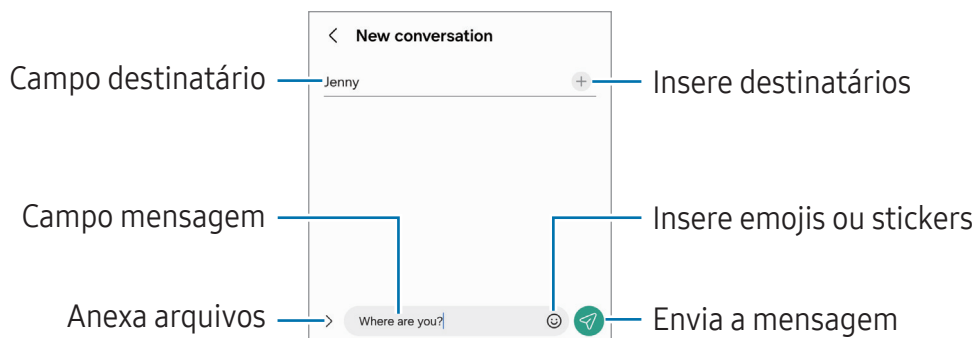 New conversation
Campo destinatário
Jenny
Insere destinatários
Campo mensagem
Insere emojis ou stickers
Anexa arquivos
Where are you?
Envia a mensagem